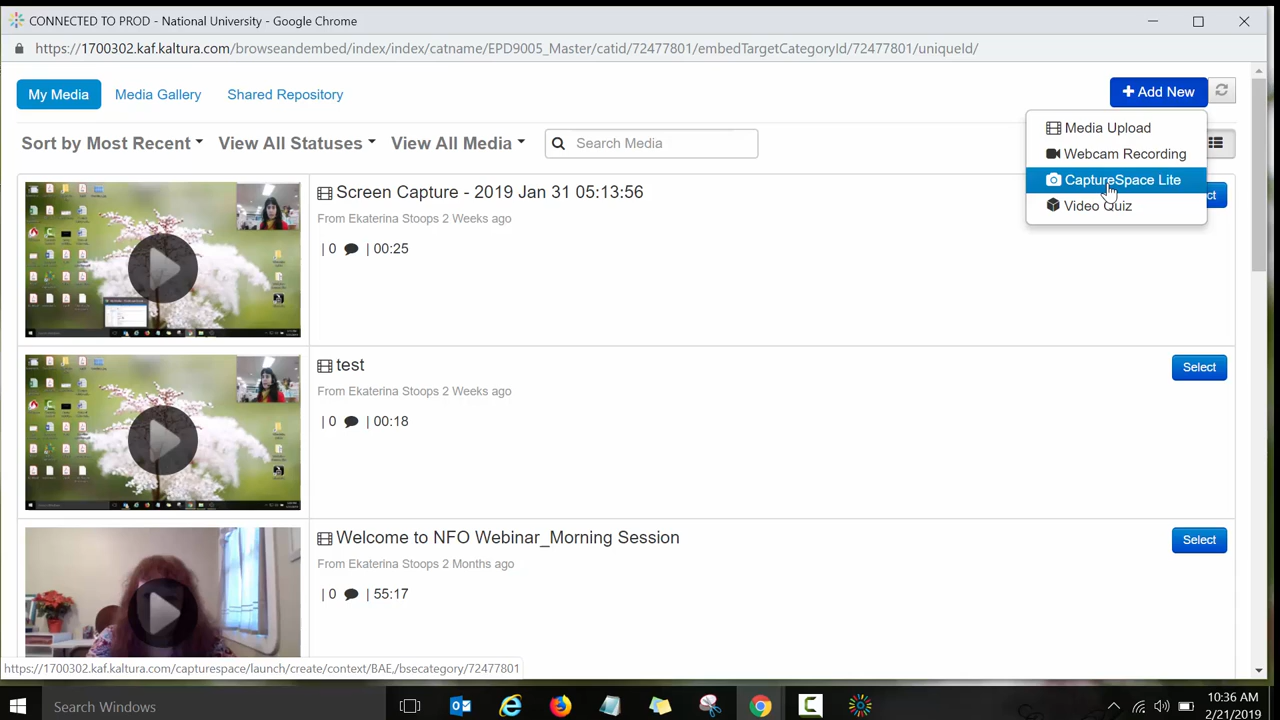 CONNECTED TO PROD - National University - Google Chrome
https://1700302.kaf.kaltura.com/browseandembed/index/index/catname/EPD9005_Master/catid/72477801/embedTargetCategoryId/72477801/uniqueId/
My Media Media Gallery Shared Repository + Add New
Media Upload
Sort by Most Recent View All Statuses View All Media Search Media
Webcam Recording
CaptureSpace Lite
Video Quiz
Screen Capture - 2019 Jan 31 05:13:56
ct
From Ekaterina Stoops 2 Weeks ago
| 0 | 00:25
test
Select
From Ekaterina Stoops 2 Weeks ago
| 0 | 00:18
Welcome to NFO Webinar_Morning Session
Select
From Ekaterina Stoops 2 Months ago
| 0 | 55:17
https://1700302.kaf.kaltura.com/capturespace/launch/create/context/BAE,/bsecategory/72477801
Search Windows
10:36 AM
2/21/2019